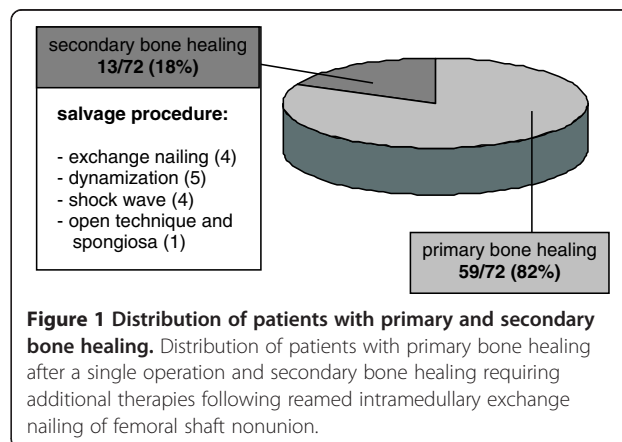 secondary bone healing
13/72 (18%)
salvage procedure:
- exchange nailing (4)
- dynamization (5)
- shock wave (4)
- open technique and
spongiosa (1)
primary bone healing
59/72 (82%)
Figure 1 Distribution of patients with primary and secondary
bone healing. Distribution of patients with primary bone healing
after a single operation and secondary bone healing requiring
additional therapies following reamed intramedullary exchange
nailing of femoral shaft nonunion.